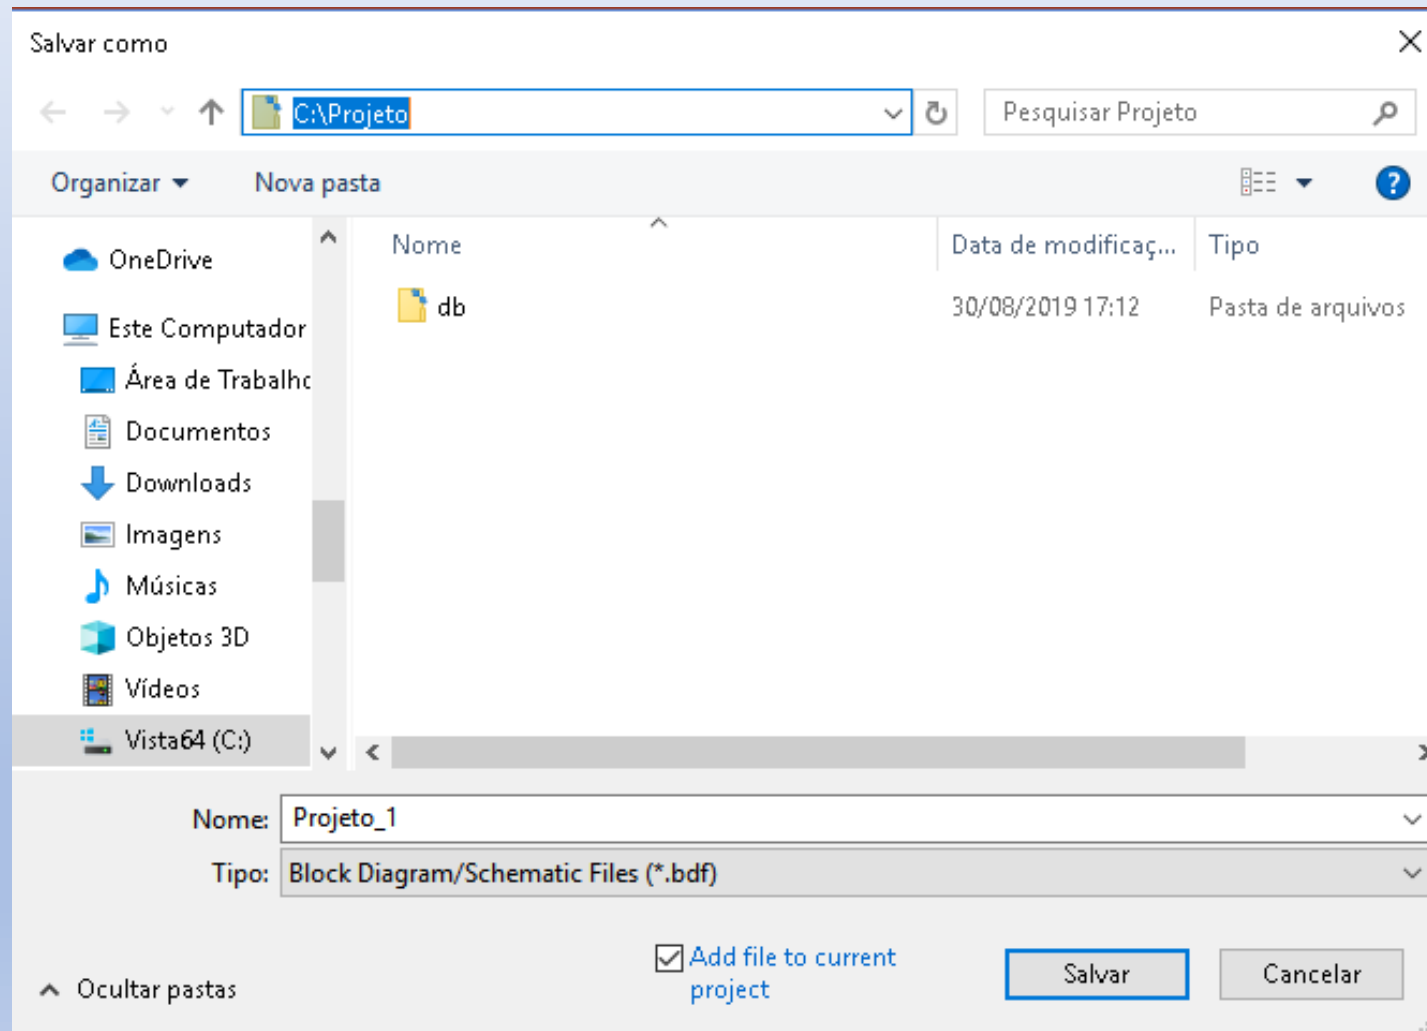 Salvar como
C:\Projeto
Pesquisar Projeto
Organizar
Nova pasta
Nome
Data de modificaç...
Tipo
OneDrive
Este Computador
Área de Trabalho
Documentos
Downloads
Imagens
Músicas
Objetos 3D
Vídeos
Vista64 (C:)
db
30/08/2019 17:12
Pasta de arquivos
Nome: Projeto_1
Tipo: Block Diagram/Schematic Files (*.bdf)
Add file to current
project
Ocultar pastas
Salvar
Cancelar